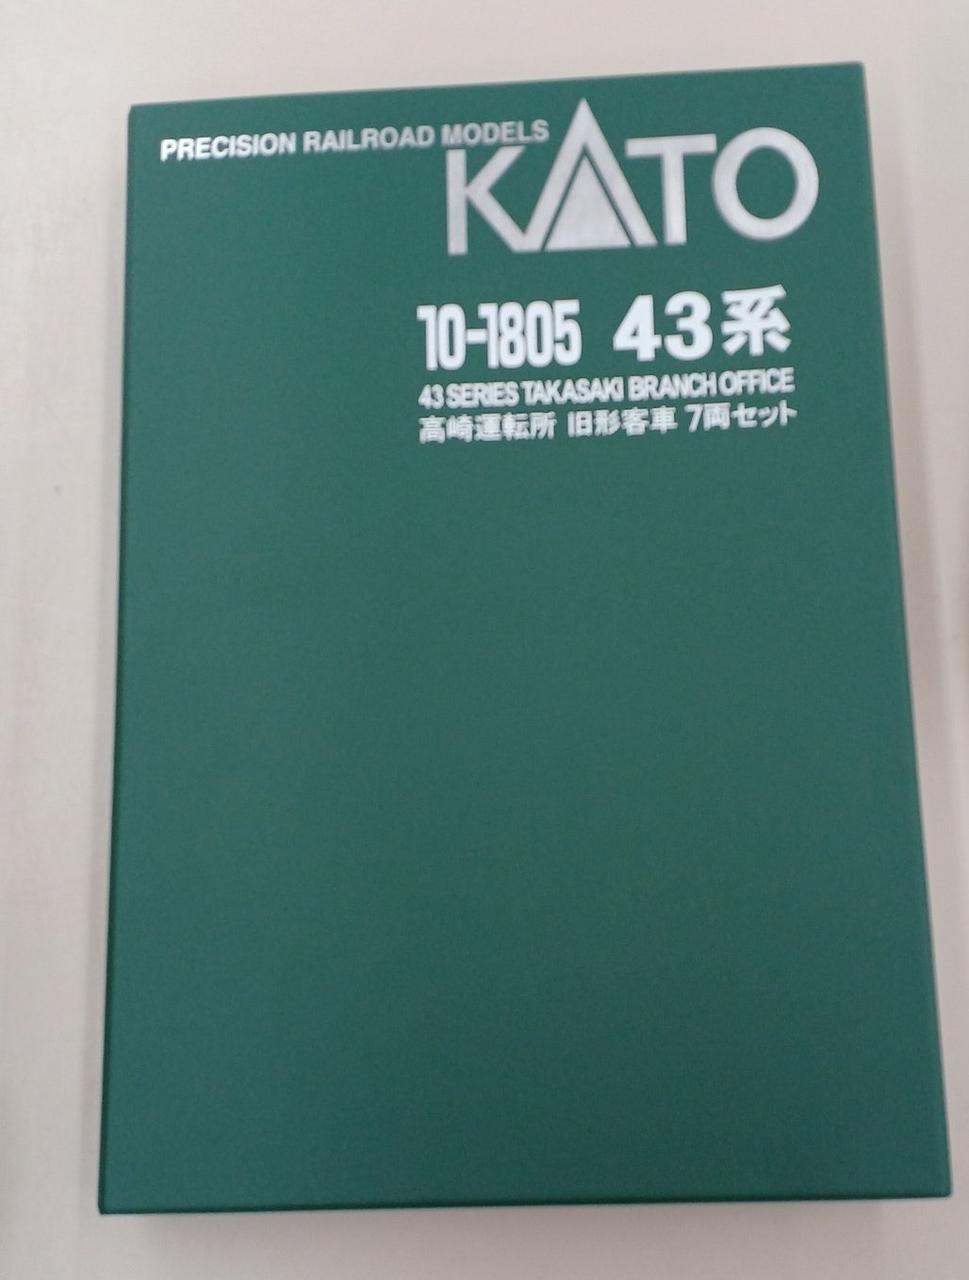 PRECISION RAILROAD MODELS
KATO
10-1805 43系
43 SERIES TAKASAKI BRANCH OFFICE
高崎運転所 旧形客車 7両セット